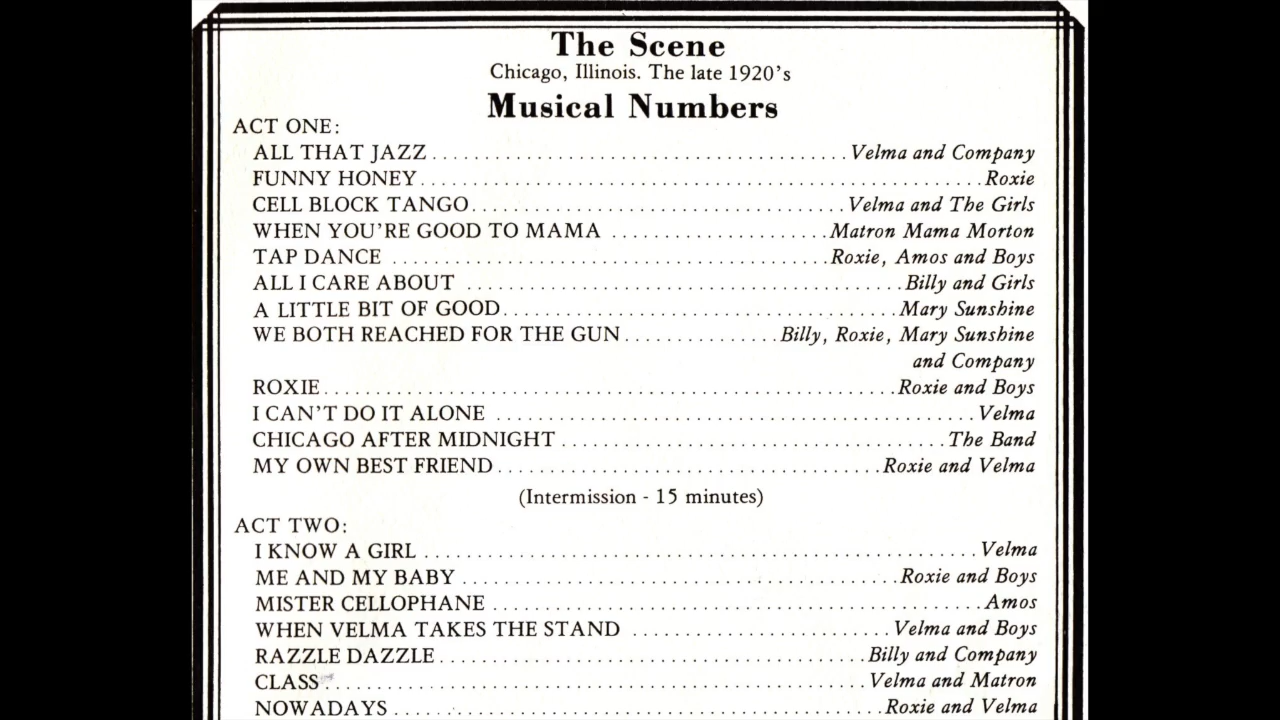 The Scene
Chicago, Illinois. The late 1920's
Musical Numbers
ACT ONE:
ALL THAT JAZZ........................................Velma and Company
FUNNY HONEY........................................................Roxie
CELL BLOCK TANGO....................................Velma and The Girls
WHEN YOU'RE GOOD TO MAMA .....................Matron Mama Morton
TAP DANCE ..........................................Roxie, Amos and Boys
ALL I CARE ABOUT ..........................................Billy and Girls
A LITTLE BIT OF GOOD......................................Mary Sunshine
WE BOTH REACHED FOR THE GUN...............Billy, Roxie, Mary Sunshine
and Company
ROXIE.......................................................Roxie and Boys
I CAN'T DO IT ALONE ...............................................Velma
CHICAGO AFTER MIDNIGHT.....................................The Band
MY OWN BEST FRIEND.....................................Roxie and Velma
(Intermission - 15 minutes)
ACT TWO:
I KNOW A GIRL .....................................................Velma
ME AND MY BABY..........................................Roxie and Boys
MISTER CELLOPHANE ...............................................Amos
WHEN VELMA TAKES THE STAND .........................Velma and Boys
RAZZLE DAZZLE.........................................Billy and Company
CLASS....................................................Velma and Matron
NOWADAYS...............................................Roxie and Velma